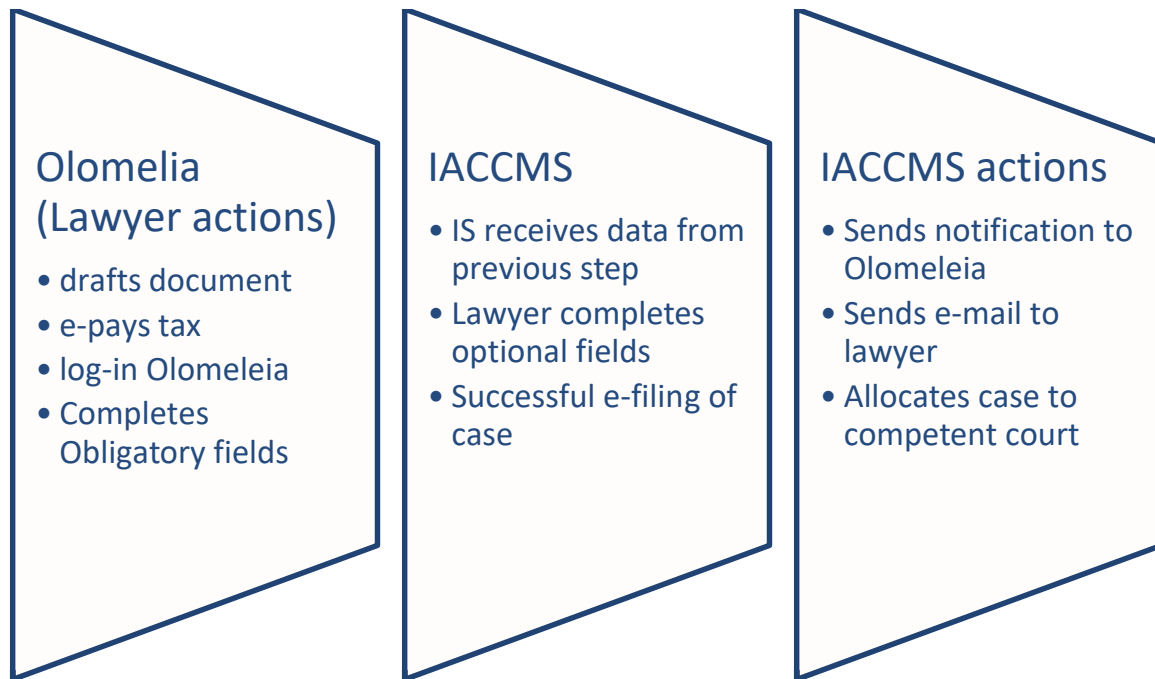 Olomelia
(Lawyer actions)
• drafts document
• e-pays tax
• log-in Olomeleia
• Completes
Obligatory fields
IACCMS
• IS receives data from
previous step
• Lawyer completes
optional fields
• Successful e-filing of
case
IACCMS actions
• Sends notification to
Olomeleia
• Sends e-mail to
lawyer
• Allocates case to
competent court